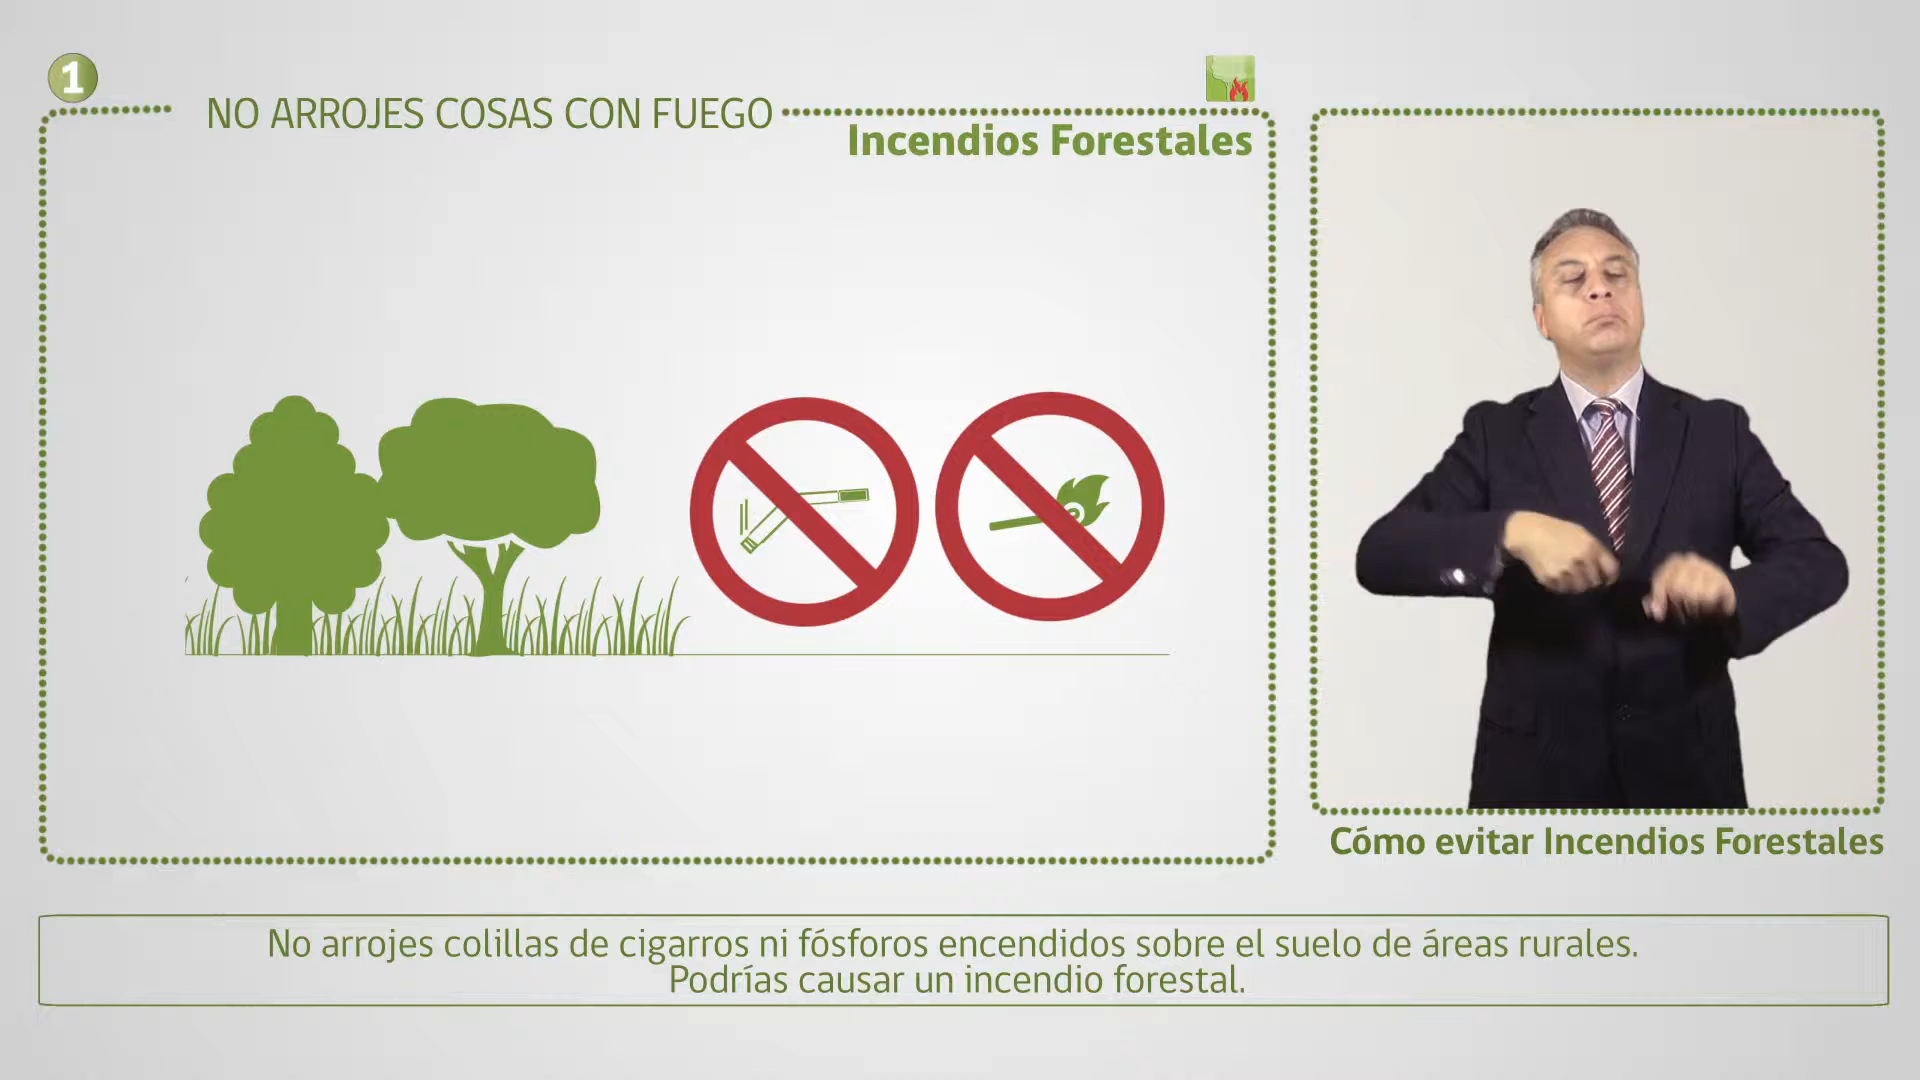 1
NO ARROJES COSAS CON FUEGO
Incendios Forestales
Cómo evitar Incendios Forestales
No arrojes colillas de cigarros ni fósforos encendidos sobre el suelo de áreas rurales.
Podrías causar un incendio forestal.